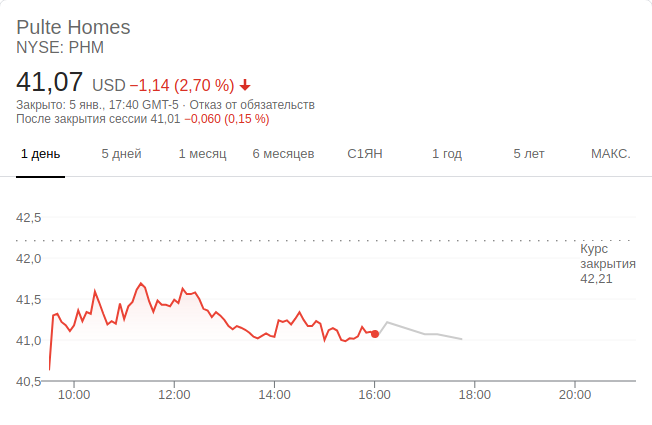 Pulte Homes
NYSE: PHM
41,07 USD −1,14 (2,70 %)
Закрыто: 5 янв., 17:40 GMT-5 · Отказ от обязательств
После закрытия сессии 41,01 −0,060 (0,15 %)
1 день 5 дней 1 месяц 6 месяцев С1ЯН 1 год 5 лет МАКС.
42,5
Курс
закрытия
42,21
42,0
41,5
41,0
40,5
10:00 12:00 14:00 16:00 18:00 20:00